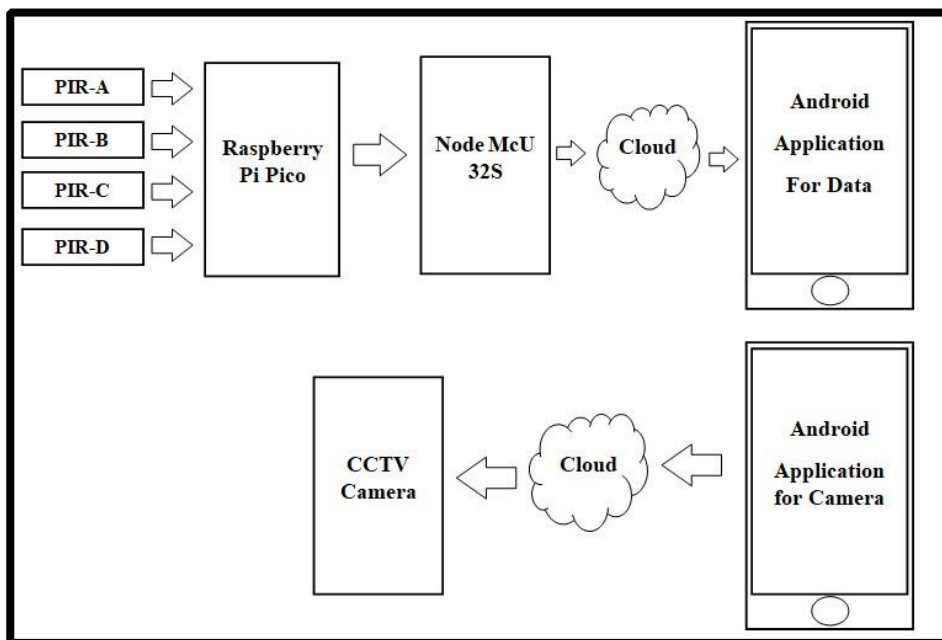 PIR-A
PIR-B
PIR-C
PIR-D
Raspberry
Pi Pico
Node McU
32S
Cloud
Android
Application
For Data
CCTV
Camera
Cloud
Android
Application
for Camera